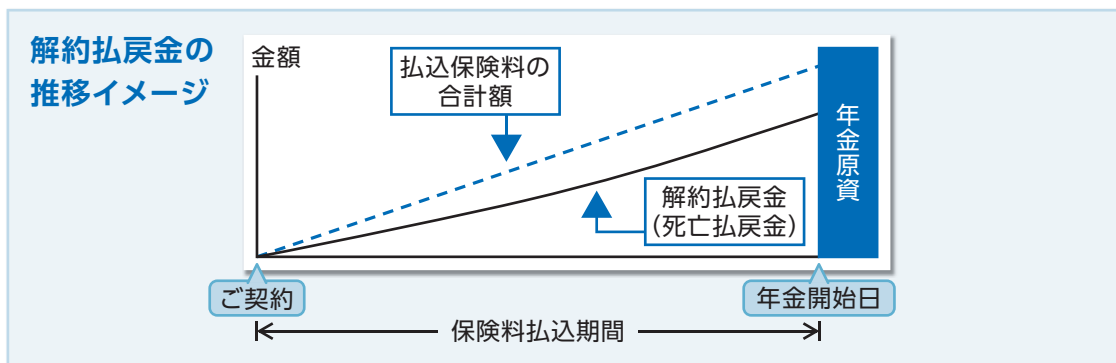 解約払戻金の
推移イメージ
金額
払込保険料の
合計額
年金原資
解約払戻金
(死亡払戻金)
ご契約
年金開始日
保険料払込期間